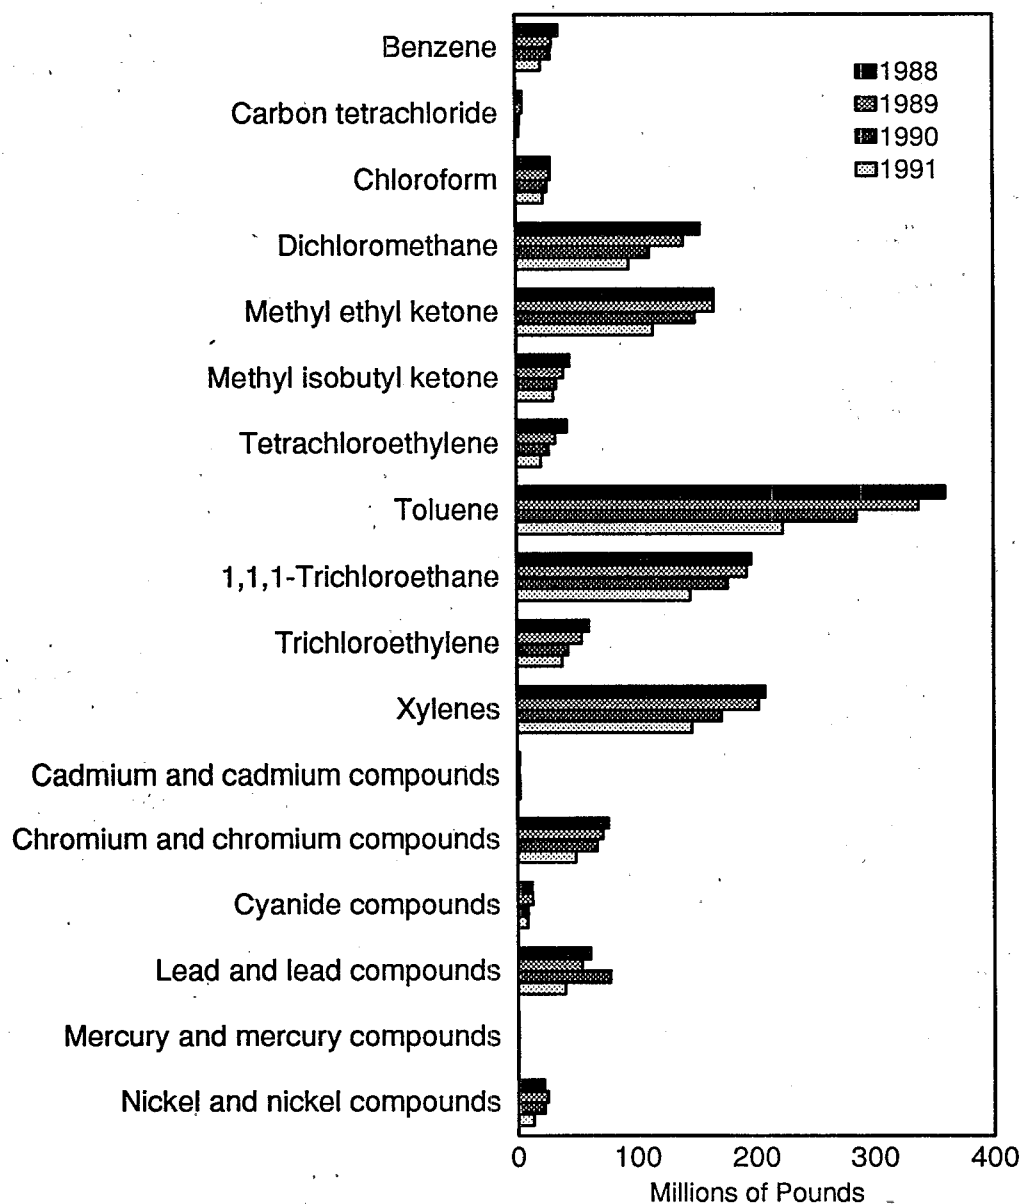 Benzene
1988
1989
1990
1991
Carbon tetrachloride
Chloroform
Dichloromethane
Methyl ethyl ketone
Methyl isobutyl ketone
Tetrachloroethylene
Toluene
1,1,1-Trichloroethane
Trichloroethylene
Xylenes
Cadmium and cadmium compounds
Chromium and chromium compounds
Cyanide compounds
Lead and lead compounds
Mercury and mercury compounds
Nickel and nickel compounds
0 100 200 300 400
Millions of Pounds